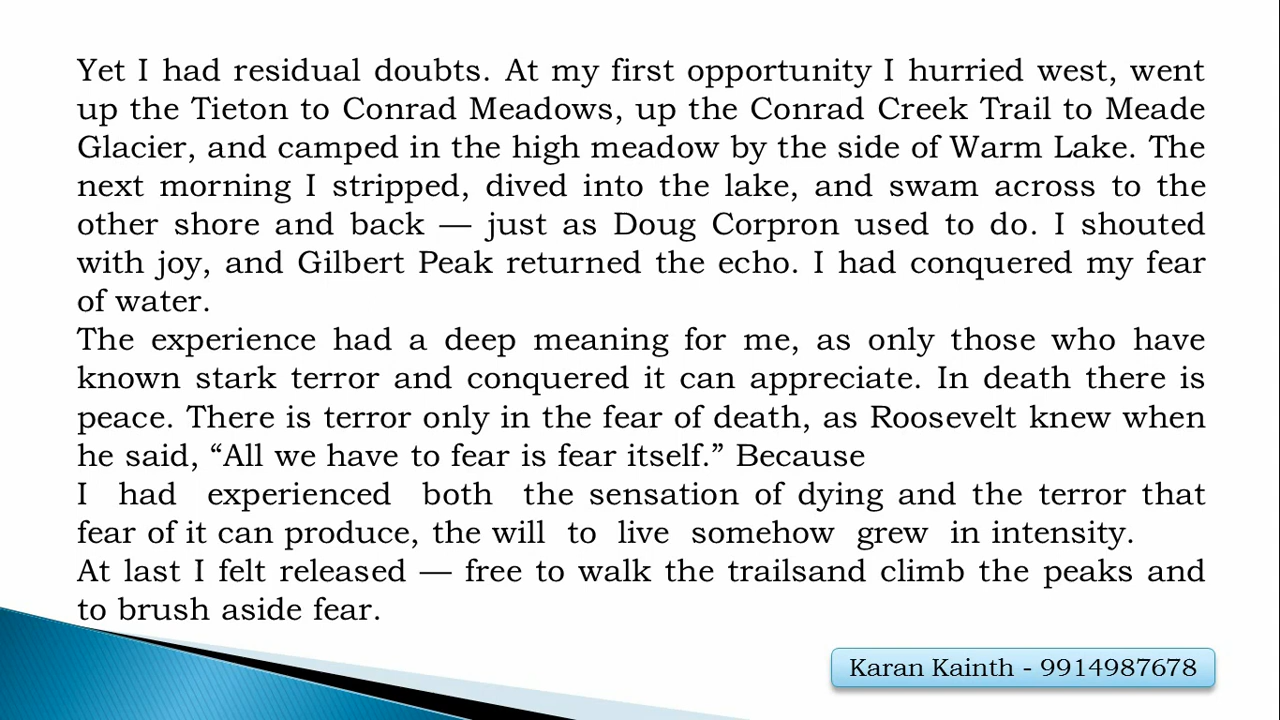 Yet I had residual doubts. At my first opportunity I hurried west, went
up the Tieton to Conrad Meadows, up the Conrad Creek Trail to Meade
Glacier, and camped in the high meadow by the side of Warm Lake. The
next morning I stripped, dived into the lake, and swam across to the
other shore and back — just as Doug Corpron used to do. I shouted
with joy, and Gilbert Peak returned the echo. I had conquered my fear
of water.
The experience had a deep meaning for me, as only those who have
known stark terror and conquered it can appreciate. In death there is
peace. There is terror only in the fear of death, as Roosevelt knew when
he said, “All we have to fear is fear itself.” Because
I had experienced both the sensation of dying and the terror that
fear of it can produce, the will to live somehow grew in intensity.
At last I felt released — free to walk the trailsand climb the peaks and
to brush aside fear.
Karan Kainth - 9914987678